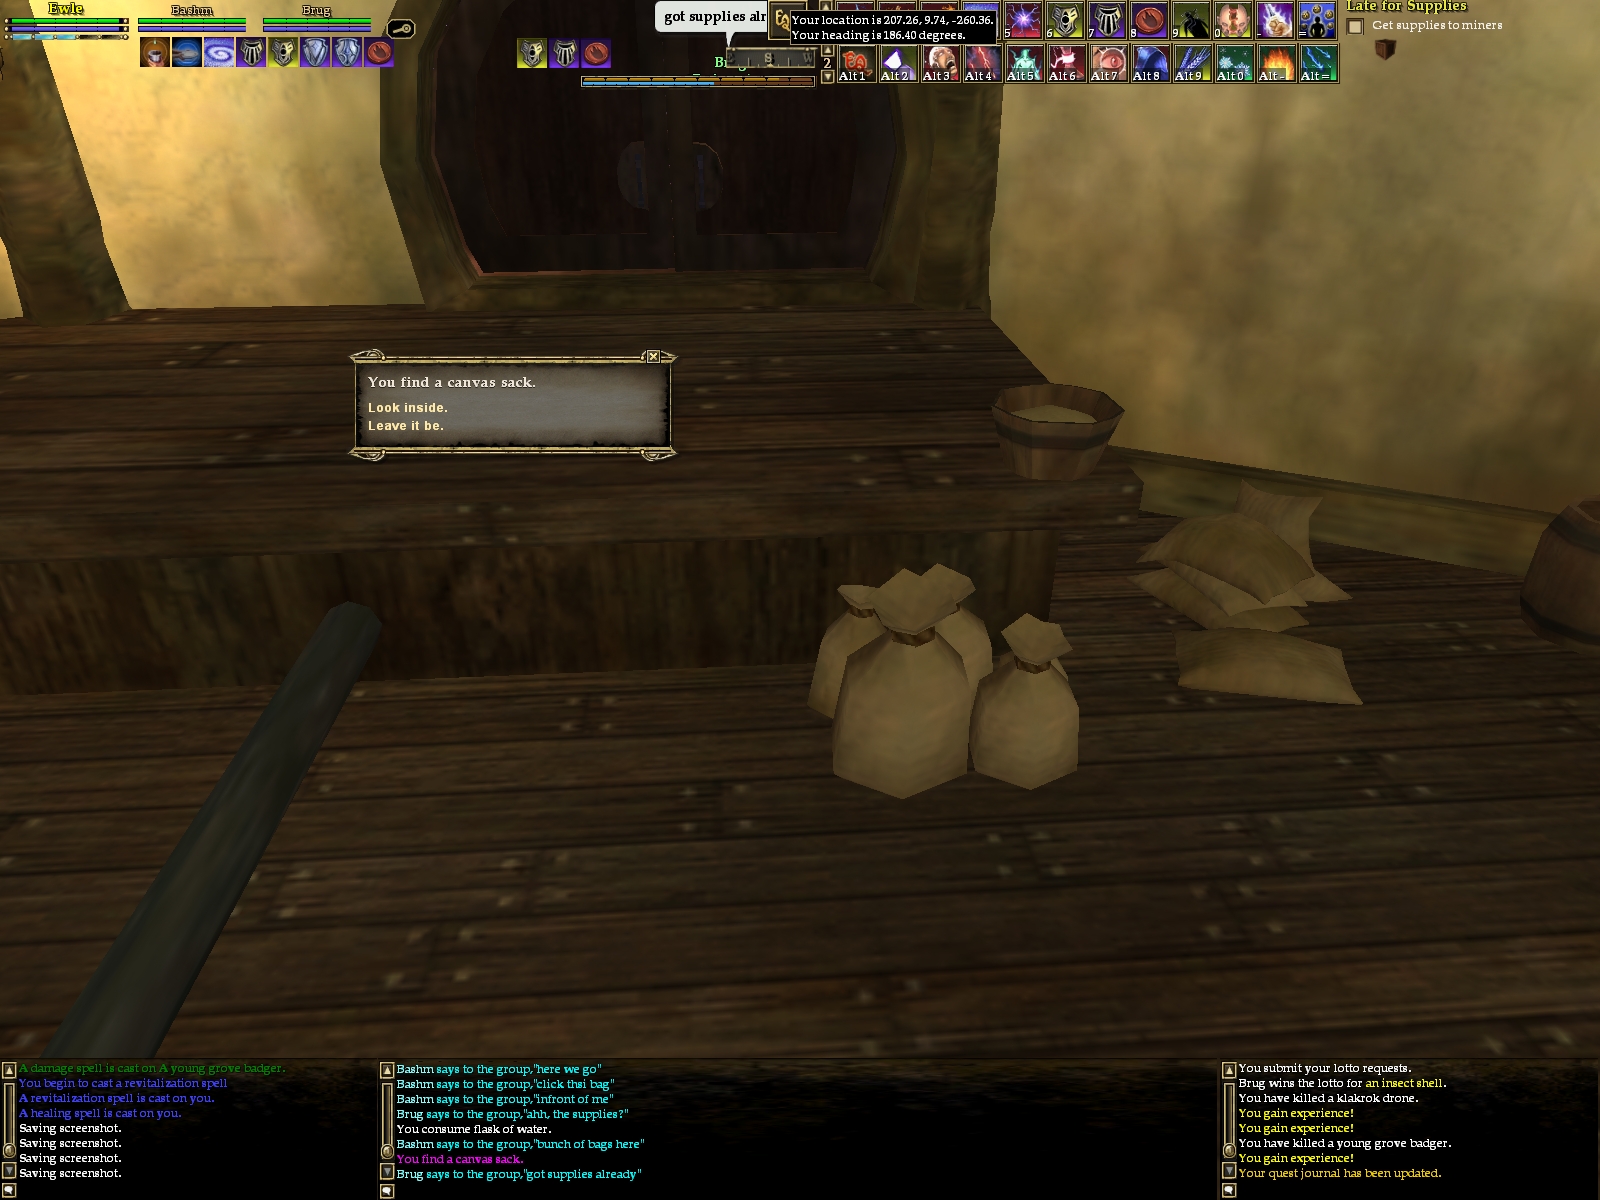 Ewle
Bashm
Brug
got supplies alr
Your location is 207.26, 9.74, -260.36.
Your heading is 186.40 degrees.
5
6
7
8
9
0
-
=
Late for Supplies
Get supplies to miners
S
W
2
Alt1
Alt2
Alt3
Alt4
Alt5
Alt6
Alt7
Alt8
Alt9
Alt0
Alt-
Alt=
You find a canvas sack.
Look inside.
Leave it be.
A damage spell is cast on A young grove badger.
You begin to cast a revitalization spell
A revitalization spell is cast on you.
A healing spell is cast on you.
Saving screenshot.
Saving screenshot.
Saving screenshot.
Saving screenshot.
Bashm says to the group,"here we go"
Bashm says to the group,"click thsi bag"
Bashm says to the group,"infront of me"
Brug says to the group,"ahh, the supplies?"
You consume flask of water.
Bashm says to the group,"bunch of bags here"
You find a canvas sack.
Brug says to the group,"got supplies already"
You submit your lotto requests.
Brug wins the lotto for an insect shell.
You have killed a klakrok drone.
You gain experience!
You gain experience!
You have killed a young grove badger.
You gain experience!
Your quest journal has been updated.